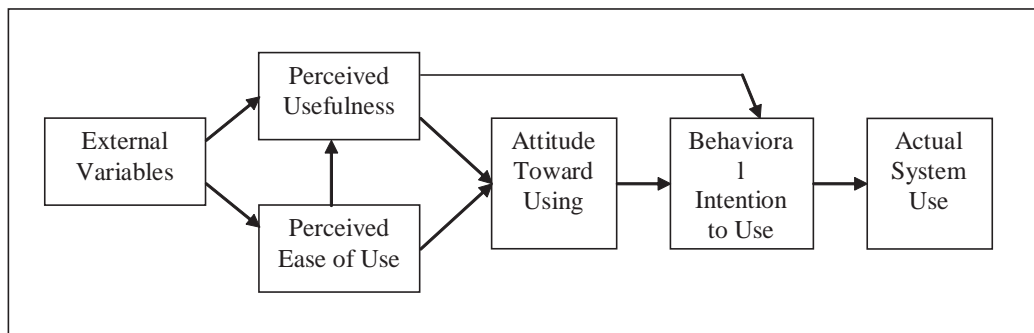 External
Variables
Perceived
Usefulness
Perceived
Ease of Use
Attitude
Toward
Using
Behaviora
l
Intention
to Use
Actual
System
Use